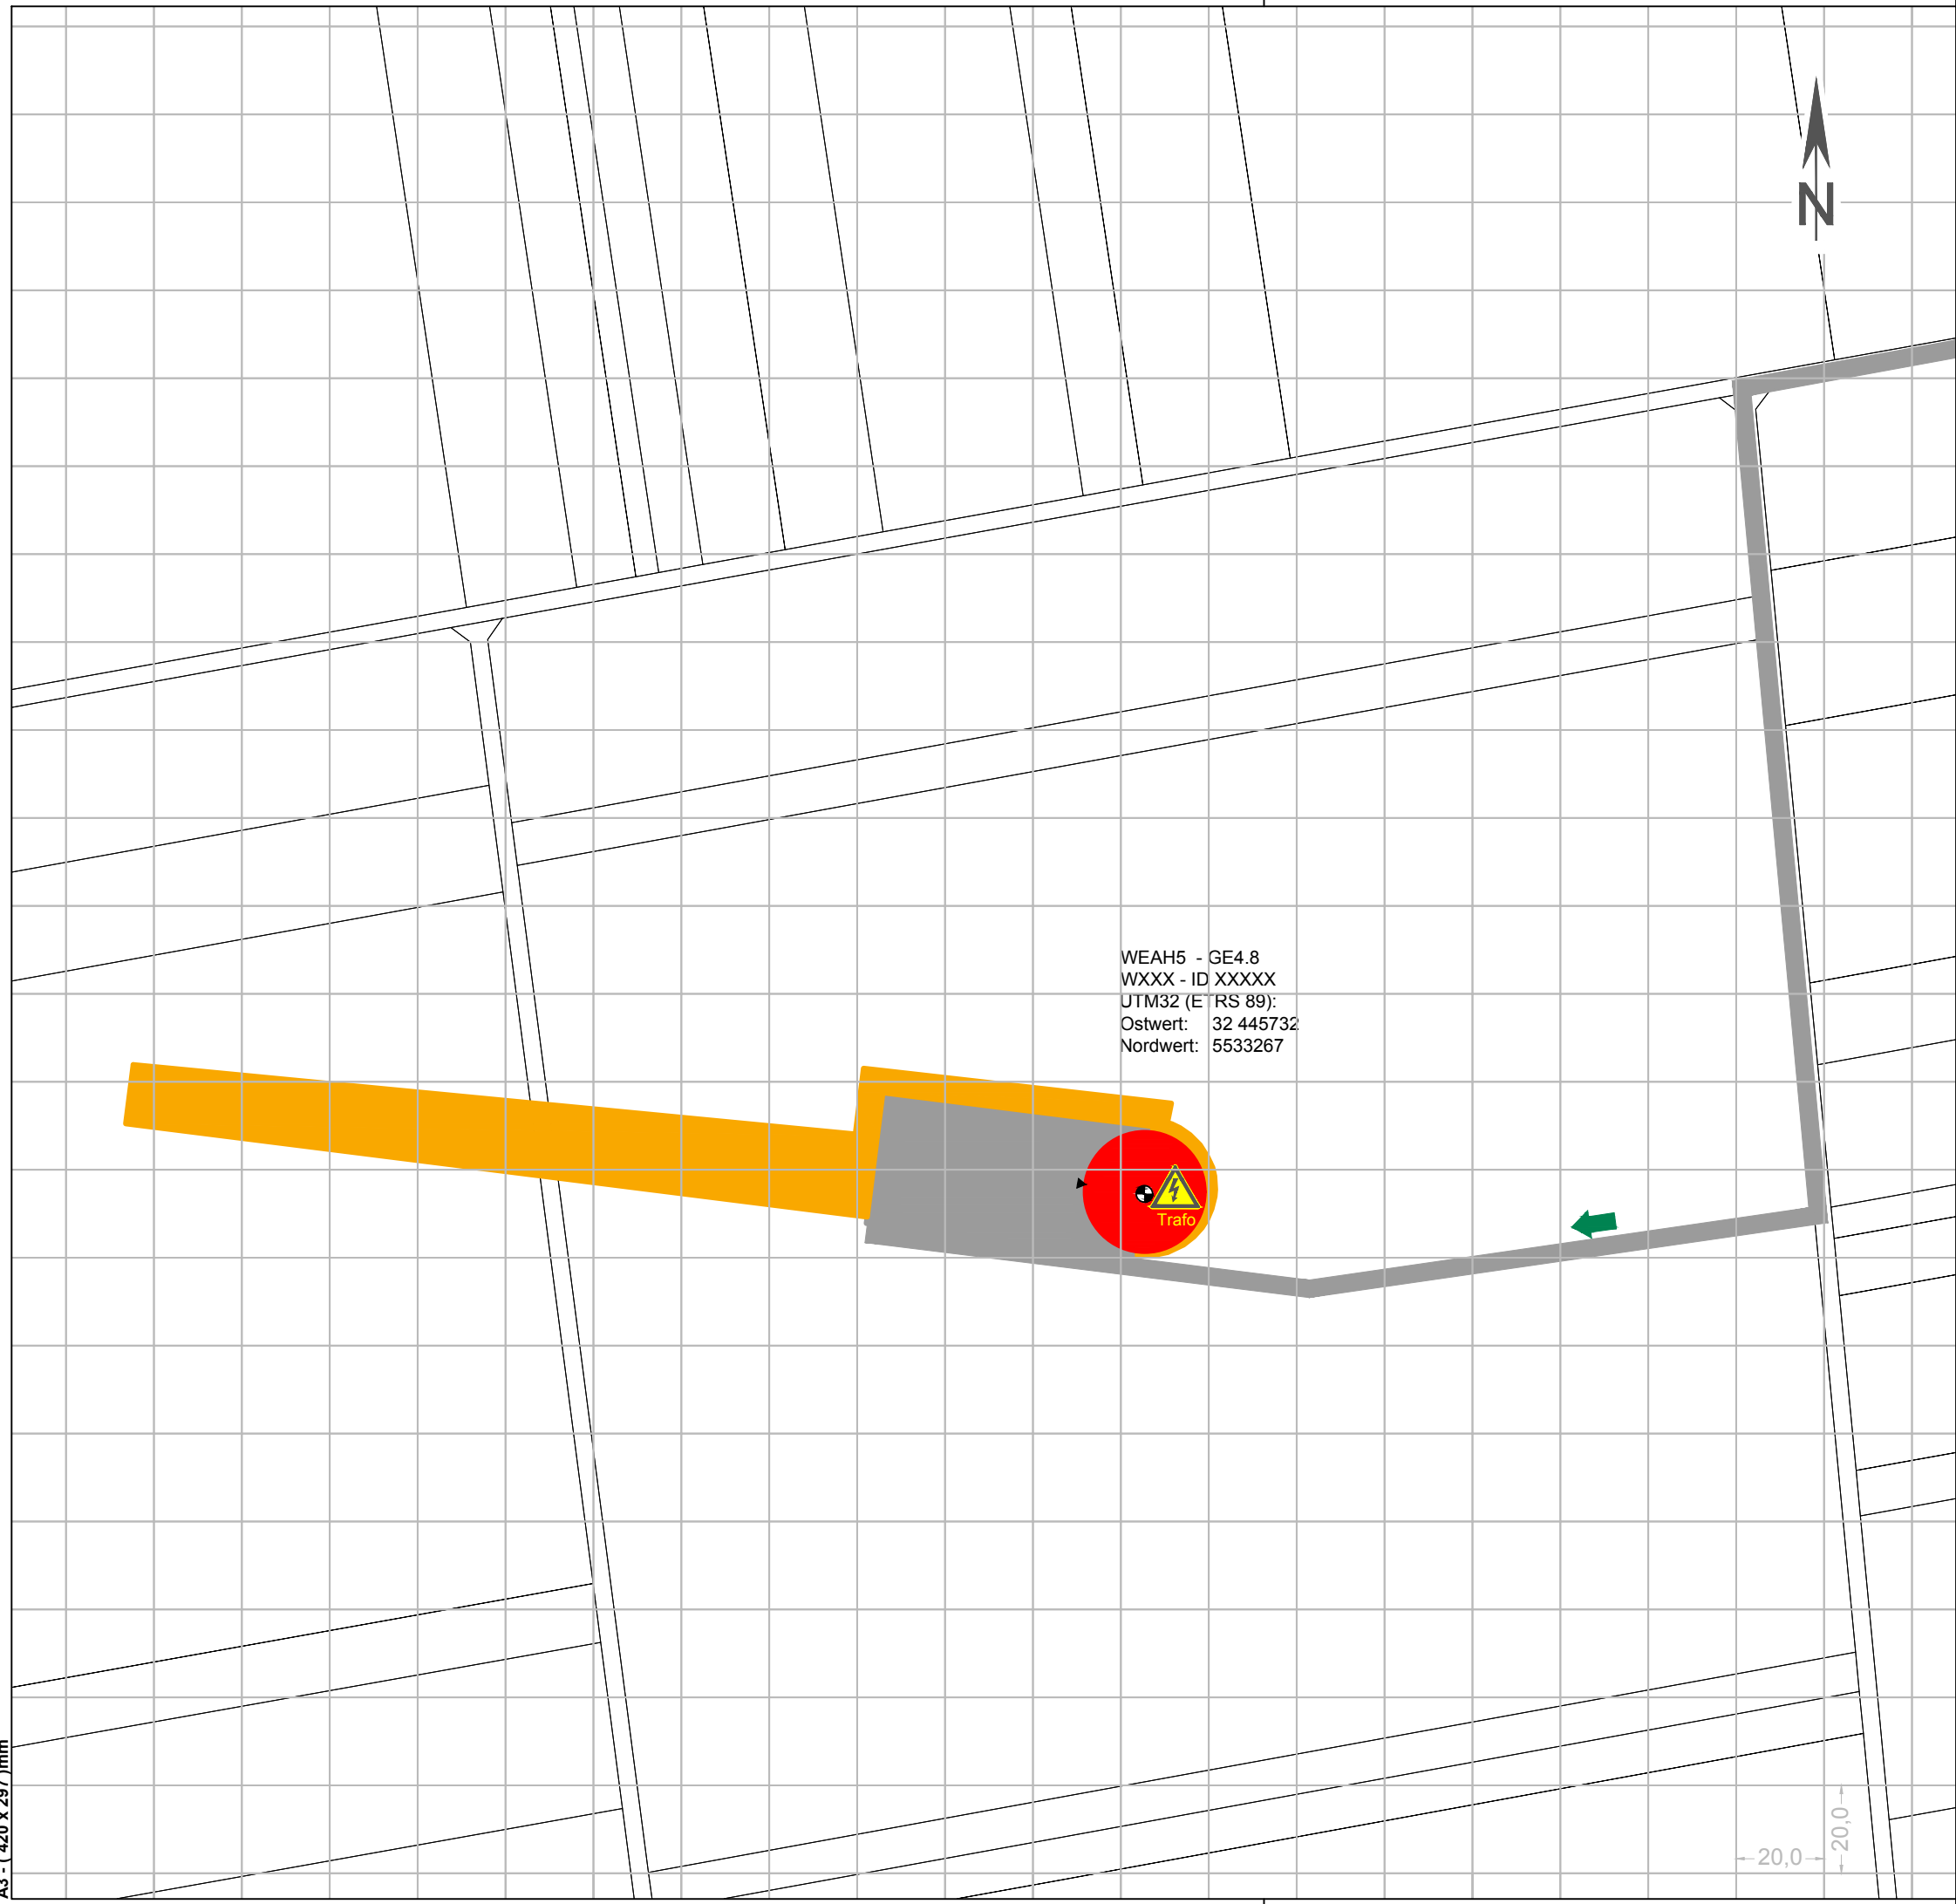 N
WEAH5 - GE4.8
WXXX - ID XXXXX
UTM32 (ETRS 89):
Ostwert: 32 445732
Nordwert: 5533267
Trafo
20,0
20,0
A3 - ( 420 x 297 )mm